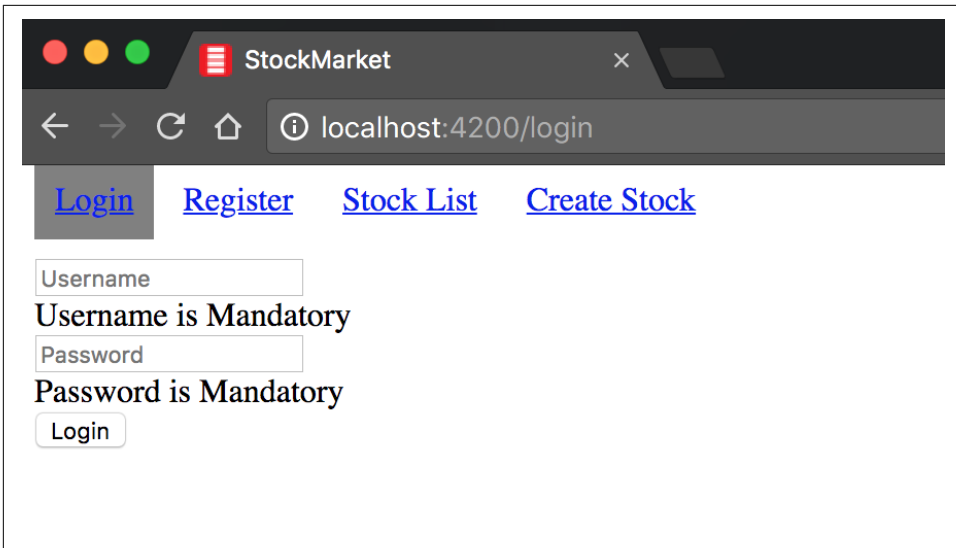 StockMarket
localhost:4200/login
Login Register Stock List Create Stock
Username
Username is Mandatory
Password
Password is Mandatory
Login